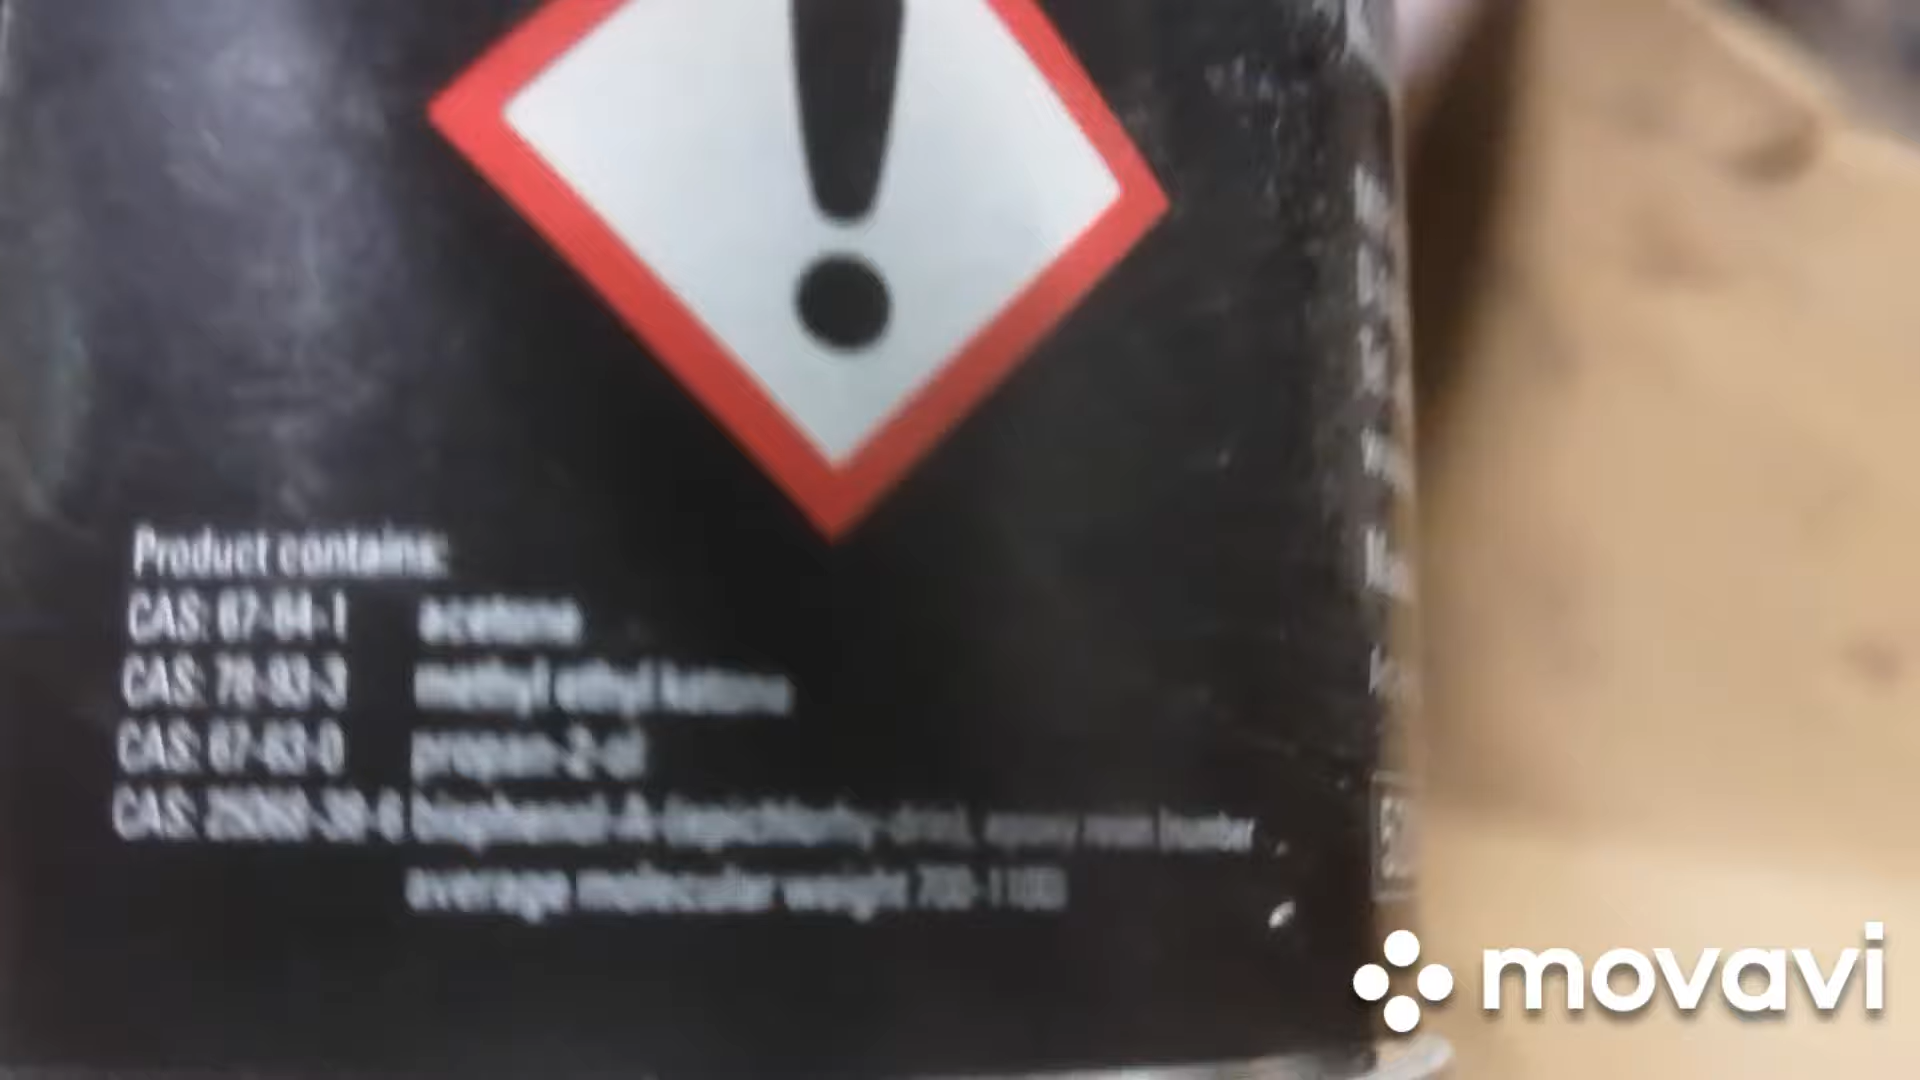 Product contains:
CAS: 67-64-1 acetone
CAS: 78-93-3 methyl ethyl ketone
CAS: 67-63-0 propan-2-ol
CAS: 25068-38-6 bisphenol-A-(epichlorhy-drin), epoxy resin (number
average molecular weight 700-1100)
movavi